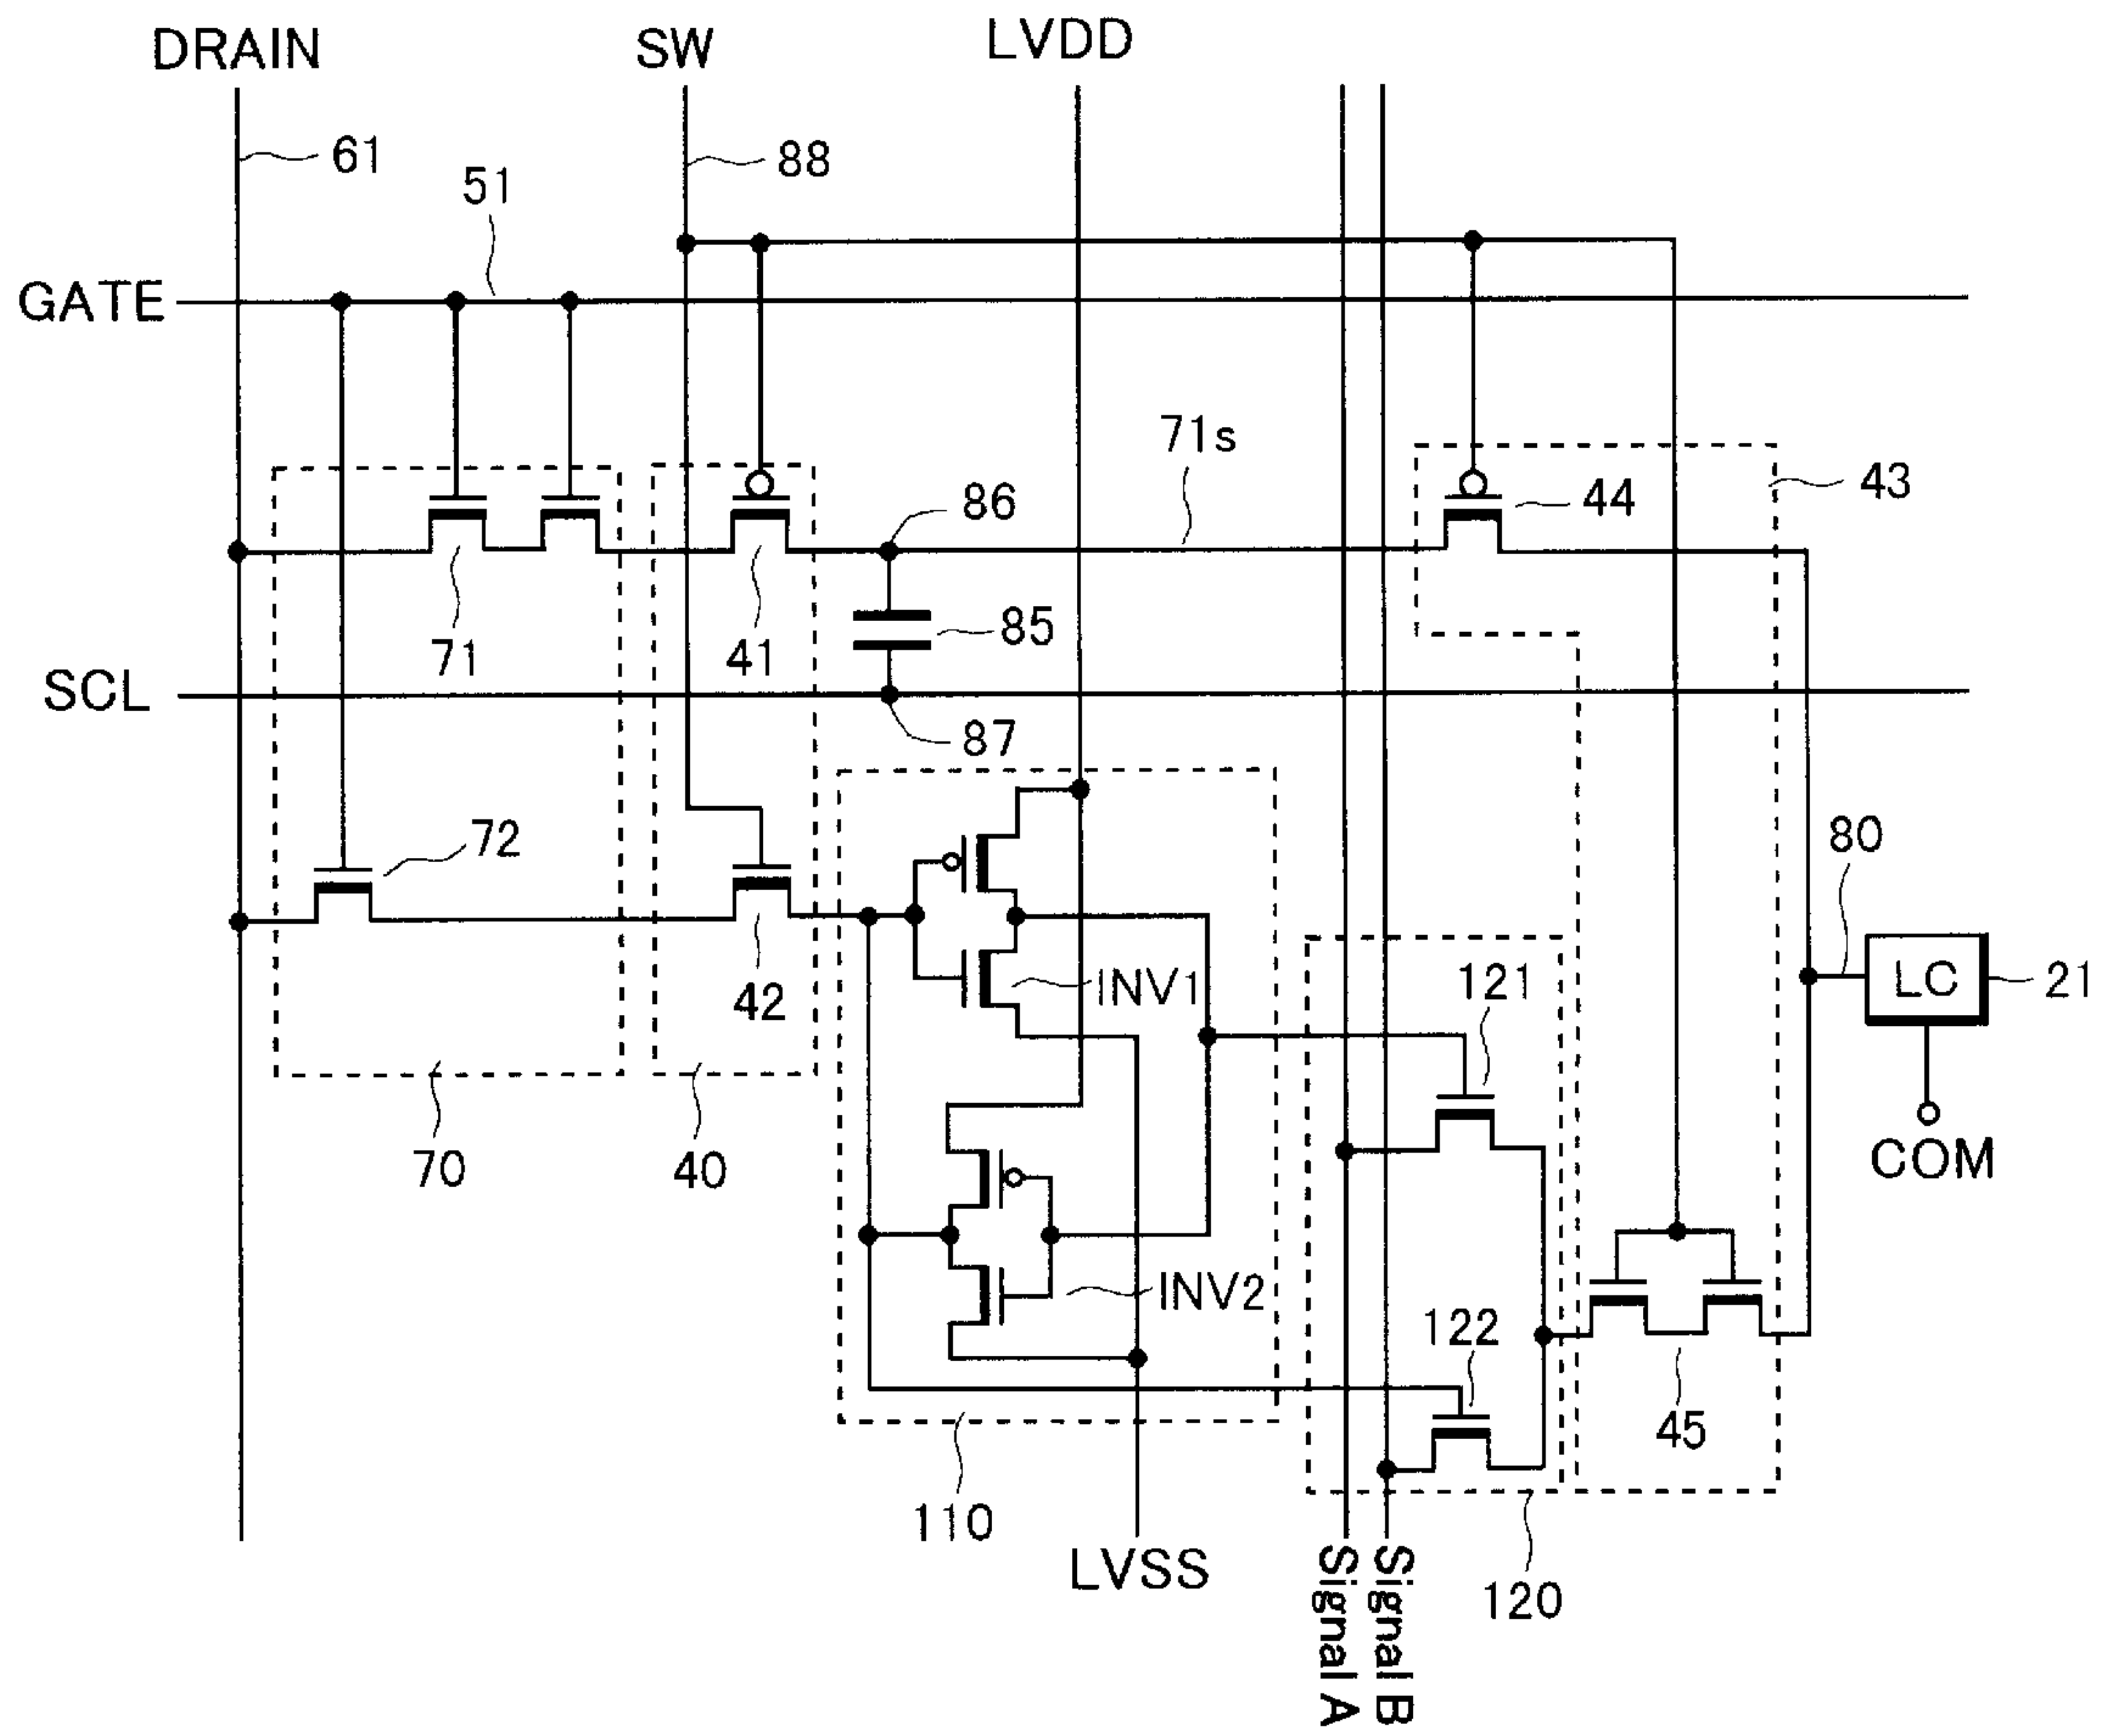 DRAIN
SW
LVDD
61
88
51
GATE
71s
86
44
43
71
41
85
SCL
87
72
80
LC
21
INV1
121
42
COM
70
40
INV2
122
45
110
LVSS
120
Signal A
Signal B